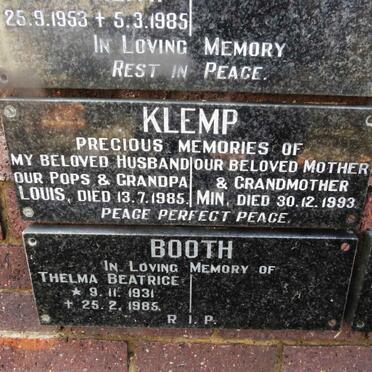 25.9.1953 + 5.3.1985
IN LOVING MEMORY
REST IN PEACE.
KLEMP
PRECIOUS MEMORIES OF
MY BELOVED HUSBAND
OUR POPS & GRANDPA
LOUIS, DIED 13.7.1985.
OUR BELOVED MOTHER
& GRANDMOTHER
MIN, DIED 30.12.1993
PEACE PERFECT PEACE.
BOOTH
IN LOVING MEMORY OF
THELMA BEATRICE
* 9. 11. 1931
+ 25. 2. 1985.
R.I.P.